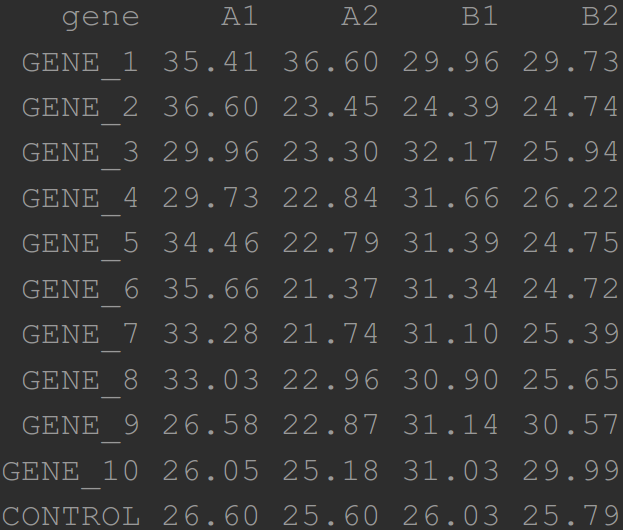 gene A1 A2 B1 B2
GENE_1 35.41 36.60 29.96 29.73
GENE_2 36.60 23.45 24.39 24.74
GENE_3 29.96 23.30 32.17 25.94
GENE_4 29.73 22.84 31.66 26.22
GENE_5 34.46 22.79 31.39 24.75
GENE_6 35.66 21.37 31.34 24.72
GENE_7 33.28 21.74 31.10 25.39
GENE_8 33.03 22.96 30.90 25.65
GENE_9 26.58 22.87 31.14 30.57
GENE_10 26.05 25.18 31.03 29.99
CONTROL 26.60 25.60 26.03 25.79